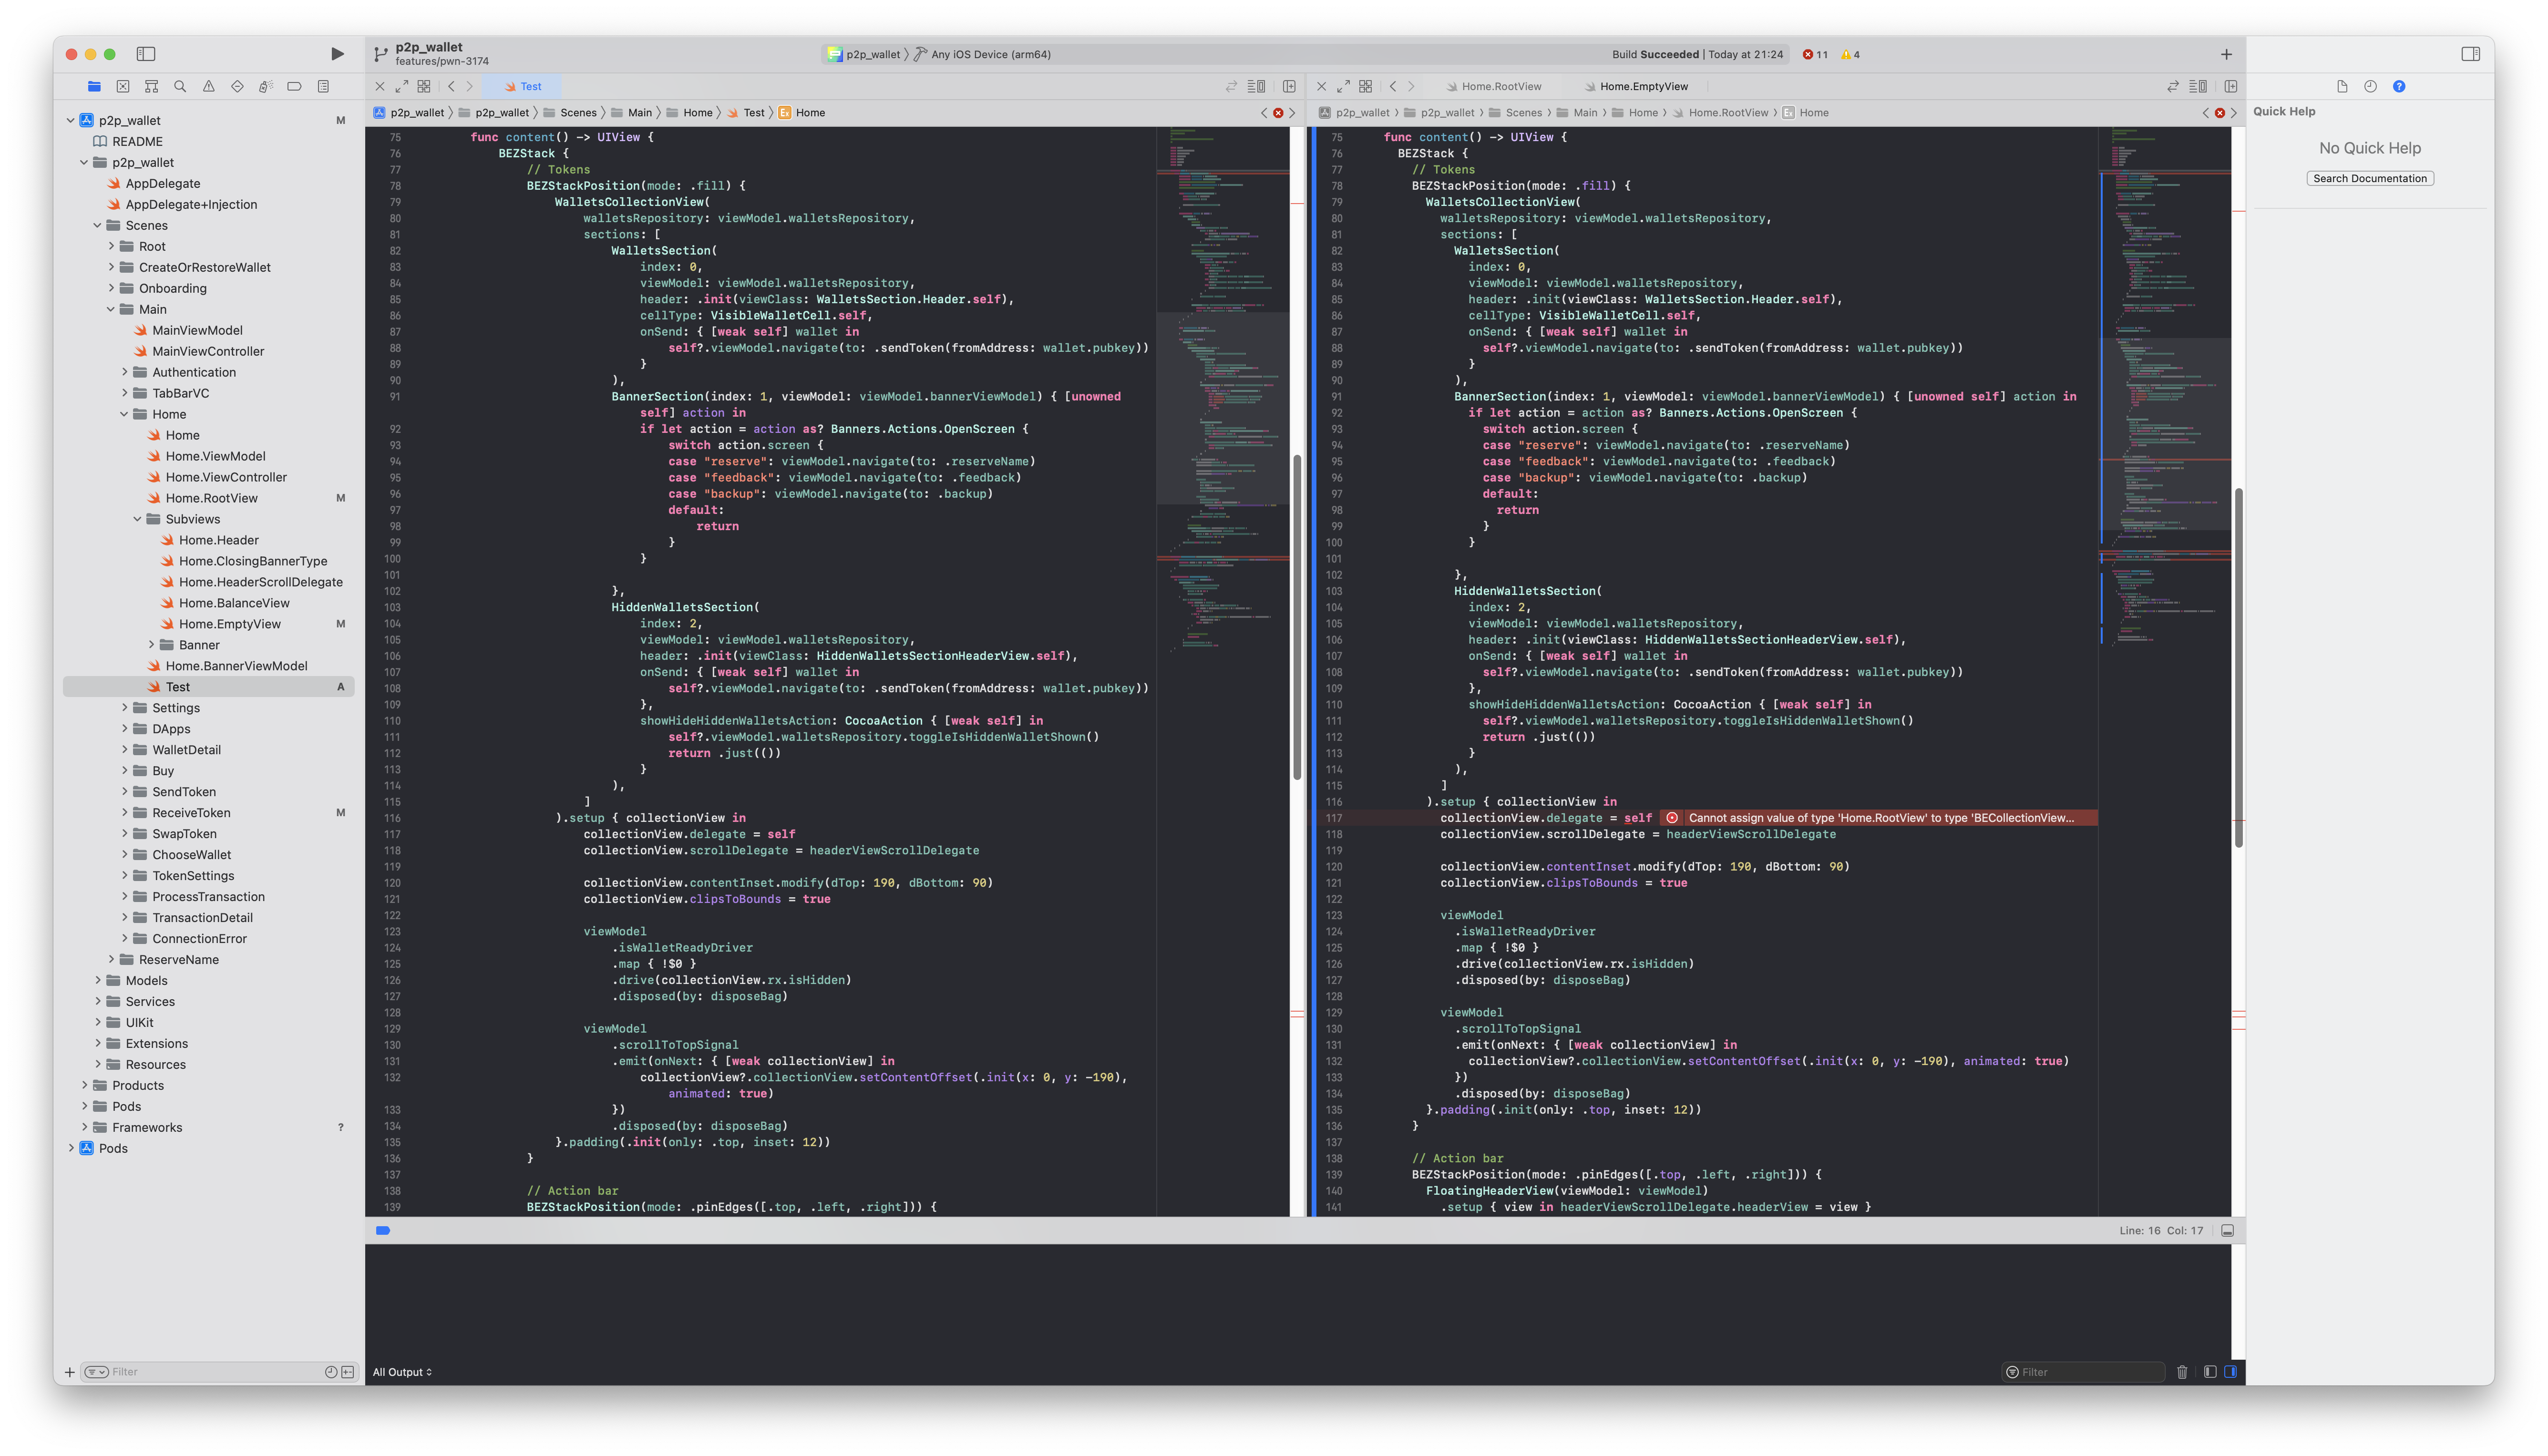 p2p_wallet
features/pwn-3174
p2p_wallet
Any iOS Device (arm64)
Build Succeeded | Today at 21:24
11
4
Test
Home.RootView
Home.EmptyView
p2p_wallet
p2p_wallet
Scenes
Main
Home
Test
Ex
Home
p2p_wallet
p2p_wallet
Scenes
Main
Home
Home.RootView
Ex
Home
Quick Help
No Quick Help
Search Documentation
p2p_wallet M
README
p2p_wallet
AppDelegate
AppDelegate+Injection
Scenes
Root
CreateOrRestoreWallet
Onboarding
Main
MainViewModel
MainViewController
Authentication
TabBarVC
Home
Home
Home.ViewModel
Home.ViewController
Home.RootView M
Subviews
Home.Header
Home.ClosingBannerType
Home.HeaderScrollDelegate
Home.BalanceView
Home.EmptyView M
Banner
Home.BannerViewModel
Test A
Settings
DApps
WalletDetail
Buy
SendToken
ReceiveToken M
SwapToken
ChooseWallet
TokenSettings
ProcessTransaction
TransactionDetail
ConnectionError
ReserveName
Models
Services
UIKit
Extensions
Resources
Products
Pods
Frameworks ?
Pods
Filter
75 func content() -> UIView {
76 BEZStack {
77 // Tokens
78 BEZStackPosition(mode: .fill) {
79 WalletsCollectionView(
80 walletsRepository: viewModel.walletsRepository,
81 sections: [
82 WalletsSection(
83 index: 0,
84 viewModel: viewModel.walletsRepository,
85 header: .init(viewClass: WalletsSection.Header.self),
86 cellType: VisibleWalletCell.self,
87 onSend: { [weak self] wallet in
88 self?.viewModel.navigate(to: .sendToken(fromAddress: wallet.pubkey))
89 }
90 ),
91 BannerSection(index: 1, viewModel: viewModel.bannerViewModel) { [unowned
self] action in
92 if let action = action as? Banners.Actions.OpenScreen {
93 switch action.screen {
94 case "reserve": viewModel.navigate(to: .reserveName)
95 case "feedback": viewModel.navigate(to: .feedback)
96 case "backup": viewModel.navigate(to: .backup)
97 default:
98 return
99 }
100 }
101
102 },
103 HiddenWalletsSection(
104 index: 2,
105 viewModel: viewModel.walletsRepository,
106 header: .init(viewClass: HiddenWalletsSectionHeaderView.self),
107 onSend: { [weak self] wallet in
108 self?.viewModel.navigate(to: .sendToken(fromAddress: wallet.pubkey))
109 },
110 showHideHiddenWalletsAction: CocoaAction { [weak self] in
111 self?.viewModel.walletsRepository.toggleIsHiddenWalletShown()
112 return .just(())
113 }
114 ),
115 ]
116 ).setup { collectionView in
117 collectionView.delegate = self
118 collectionView.scrollDelegate = headerViewScrollDelegate
119
120 collectionView.contentInset.modify(dTop: 190, dBottom: 90)
121 collectionView.clipsToBounds = true
122
123 viewModel
124 .isWalletReadyDriver
125 .map { !$0 }
126 .drive(collectionView.rx.isHidden)
127 .disposed(by: disposeBag)
128
129 viewModel
130 .scrollToTopSignal
131 .emit(onNext: { [weak collectionView] in
132 collectionView?.collectionView.setContentOffset(.init(x: 0, y: -190),
animated: true)
133 })
134 .disposed(by: disposeBag)
135 }.padding(.init(only: .top, inset: 12))
136 }
137
138 // Action bar
139 BEZStackPosition(mode: .pinEdges([.top, .left, .right])) {
75 func content() -> UIView {
76 BEZStack {
77 // Tokens
78 BEZStackPosition(mode: .fill) {
79 WalletsCollectionView(
80 walletsRepository: viewModel.walletsRepository,
81 sections: [
82 WalletsSection(
83 index: 0,
84 viewModel: viewModel.walletsRepository,
85 header: .init(viewClass: WalletsSection.Header.self),
86 cellType: VisibleWalletCell.self,
87 onSend: { [weak self] wallet in
88 self?.viewModel.navigate(to: .sendToken(fromAddress: wallet.pubkey))
89 }
90 ),
91 BannerSection(index: 1, viewModel: viewModel.bannerViewModel) { [unowned self] action in
92 if let action = action as? Banners.Actions.OpenScreen {
93 switch action.screen {
94 case "reserve": viewModel.navigate(to: .reserveName)
95 case "feedback": viewModel.navigate(to: .feedback)
96 case "backup": viewModel.navigate(to: .backup)
97 default:
98 return
99 }
100 }
101
102 },
103 HiddenWalletsSection(
104 index: 2,
105 viewModel: viewModel.walletsRepository,
106 header: .init(viewClass: HiddenWalletsSectionHeaderView.self),
107 onSend: { [weak self] wallet in
108 self?.viewModel.navigate(to: .sendToken(fromAddress: wallet.pubkey))
109 },
110 showHideHiddenWalletsAction: CocoaAction { [weak self] in
111 self?.viewModel.walletsRepository.toggleIsHiddenWalletShown()
112 return .just(())
113 }
114 ),
115 ]
116 ).setup { collectionView in
117 collectionView.delegate = self Cannot assign value of type 'Home.RootView' to type 'BECollectionView...
118 collectionView.scrollDelegate = headerViewScrollDelegate
119
120 collectionView.contentInset.modify(dTop: 190, dBottom: 90)
121 collectionView.clipsToBounds = true
122
123 viewModel
124 .isWalletReadyDriver
125 .map { !$0 }
126 .drive(collectionView.rx.isHidden)
127 .disposed(by: disposeBag)
128
129 viewModel
130 .scrollToTopSignal
131 .emit(onNext: { [weak collectionView] in
132 collectionView?.collectionView.setContentOffset(.init(x: 0, y: -190), animated: true)
133 })
134 .disposed(by: disposeBag)
135 }.padding(.init(only: .top, inset: 12))
136 }
137
138 // Action bar
139 BEZStackPosition(mode: .pinEdges([.top, .left, .right])) {
140 FloatingHeaderView(viewModel: viewModel)
141 .setup { view in headerViewScrollDelegate.headerView = view }
Line: 16 Col: 17
All Output
Filter